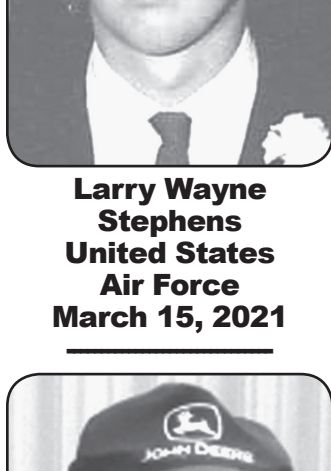 Larry Wayne
Stephens
United States
Air Force
March 15, 2021
JOHN DEERE